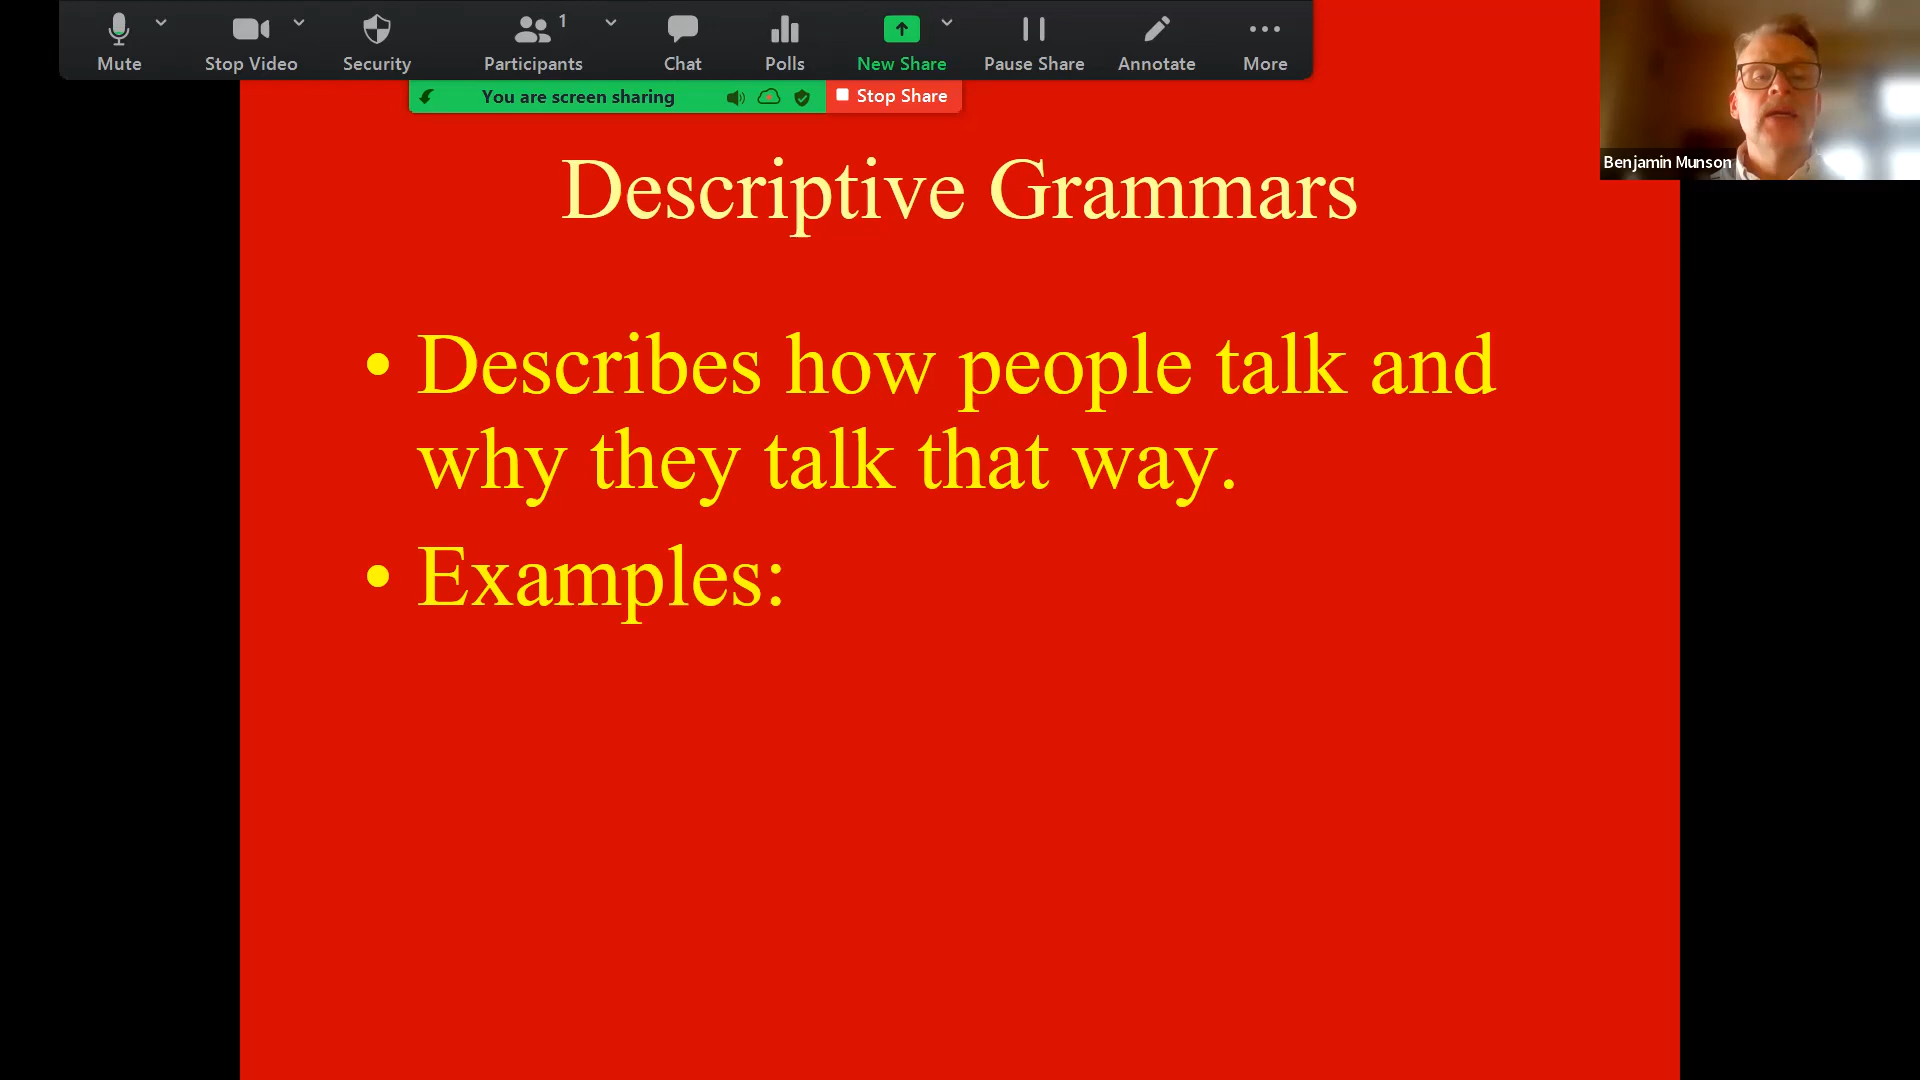 Mute
Stop Video
Security
Participants
1
Chat
Polls
New Share
Pause Share
Annotate
More
You are screen sharing
Stop Share
Benjamin Munson
Descriptive Grammars
• Describes how people talk and
why they talk that way.
• Examples: